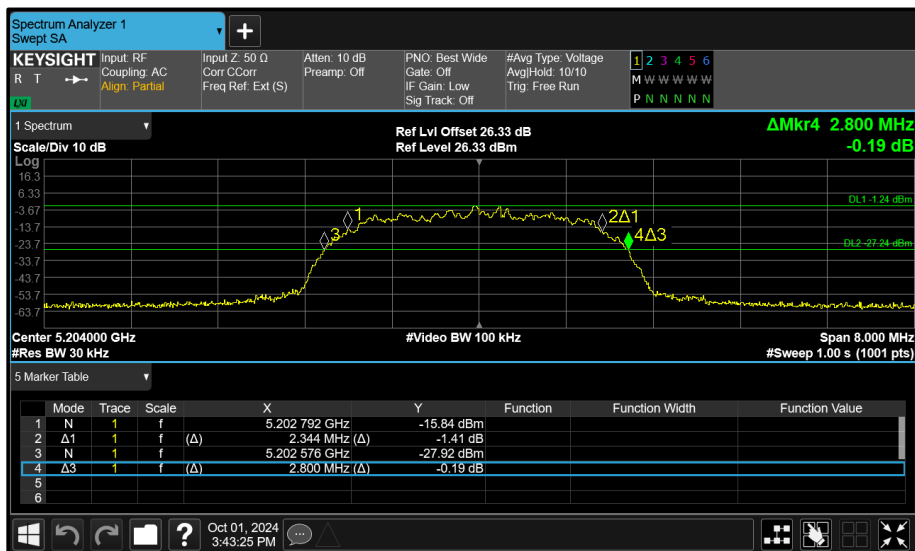 Spectrum Analyzer 1
Swept SA
+
KEYSIGHT
R T
LXI
Input: RF
Coupling: AC
Align: Partial
Input Z: 50 Ω
Corr CCorr
Freq Ref: Ext (S)
Atten: 10 dB
Preamp: Off
PNO: Best Wide
Gate: Off
IF Gain: Low
Sig Track: Off
#Avg Type: Voltage
Avg|Hold: 10/10
Trig: Free Run
1 2 3 4 5 6
M W W W W W
P N N N N N
1 Spectrum
Scale/Div 10 dB
Ref Lvl Offset 26.33 dB
Ref Level 26.33 dBm
ΔMkr4 2.800 MHz
-0.19 dB
Log
16.3
6.33
-3.67
-13.7
-23.7
-33.7
-43.7
-53.7
-63.7
DL1 -1.24 dBm
1
2Δ1
3
4Δ3
DL2 -27.24 dBm
Center 5.204000 GHz
#Video BW 100 kHz
Span 8.000 MHz
#Res BW 30 kHz
#Sweep 1.00 s (1001 pts)
5 Marker Table
Mode Trace Scale X Y Function Function Width Function Value
1 N 1 f 5.202 792 GHz -15.84 dBm
2 Δ1 1 f (Δ) 2.344 MHz (Δ) -1.41 dB
3 N 1 f 5.202 576 GHz -27.92 dBm
4 Δ3 1 f (Δ) 2.800 MHz (Δ) -0.19 dB
5
6
?
Oct 01, 2024
3:43:25 PM